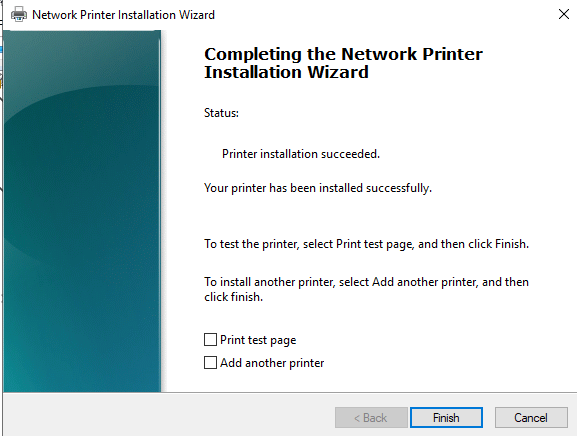 Network Printer Installation Wizard
Completing the Network Printer
Installation Wizard
Status:
Printer installation succeeded.
Your printer has been installed successfully.
To test the printer, select Print test page, and then click Finish.
To install another printer, select Add another printer, and then
click finish.
Print test page
Add another printer
< Back
Finish
Cancel